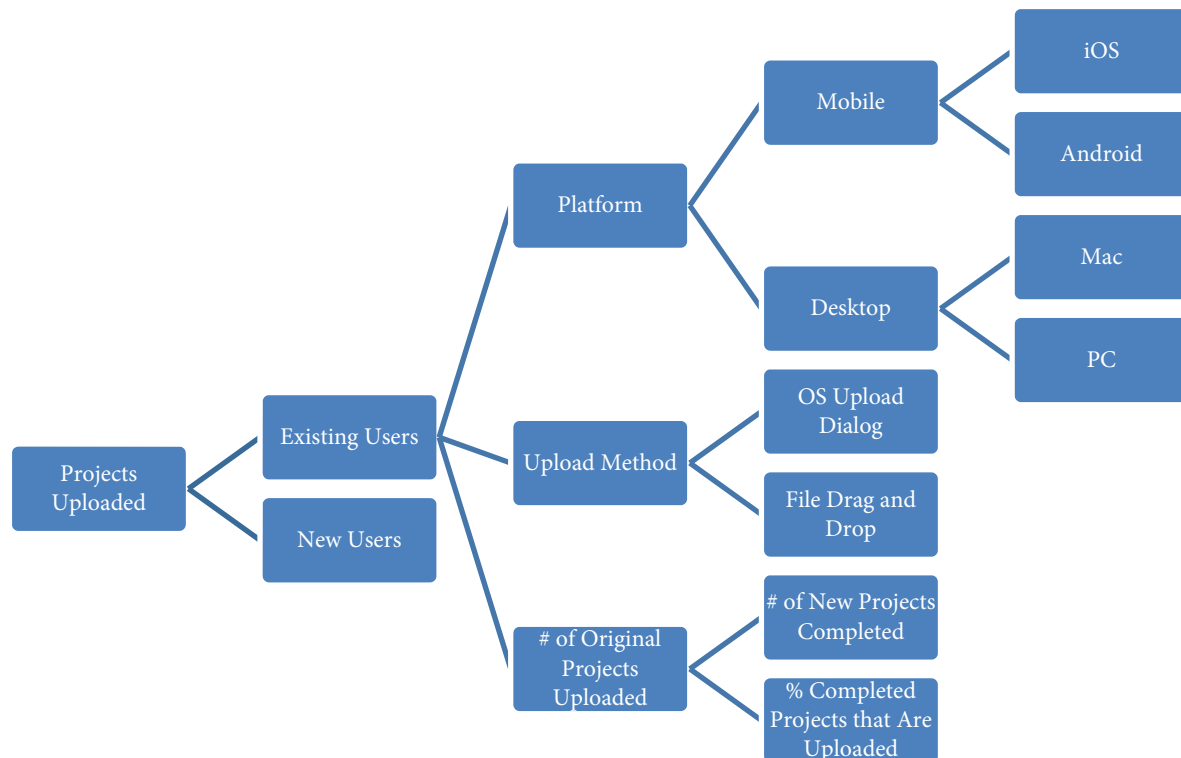 Projects
Uploaded
Existing Users
New Users
Platform
Upload Method
# of Original
Projects
Uploaded
Mobile
Desktop
OS Upload
Dialog
File Drag and
Drop
# of New Projects
Completed
% Completed
Projects that Are
Uploaded
iOS
Android
Mac
PC